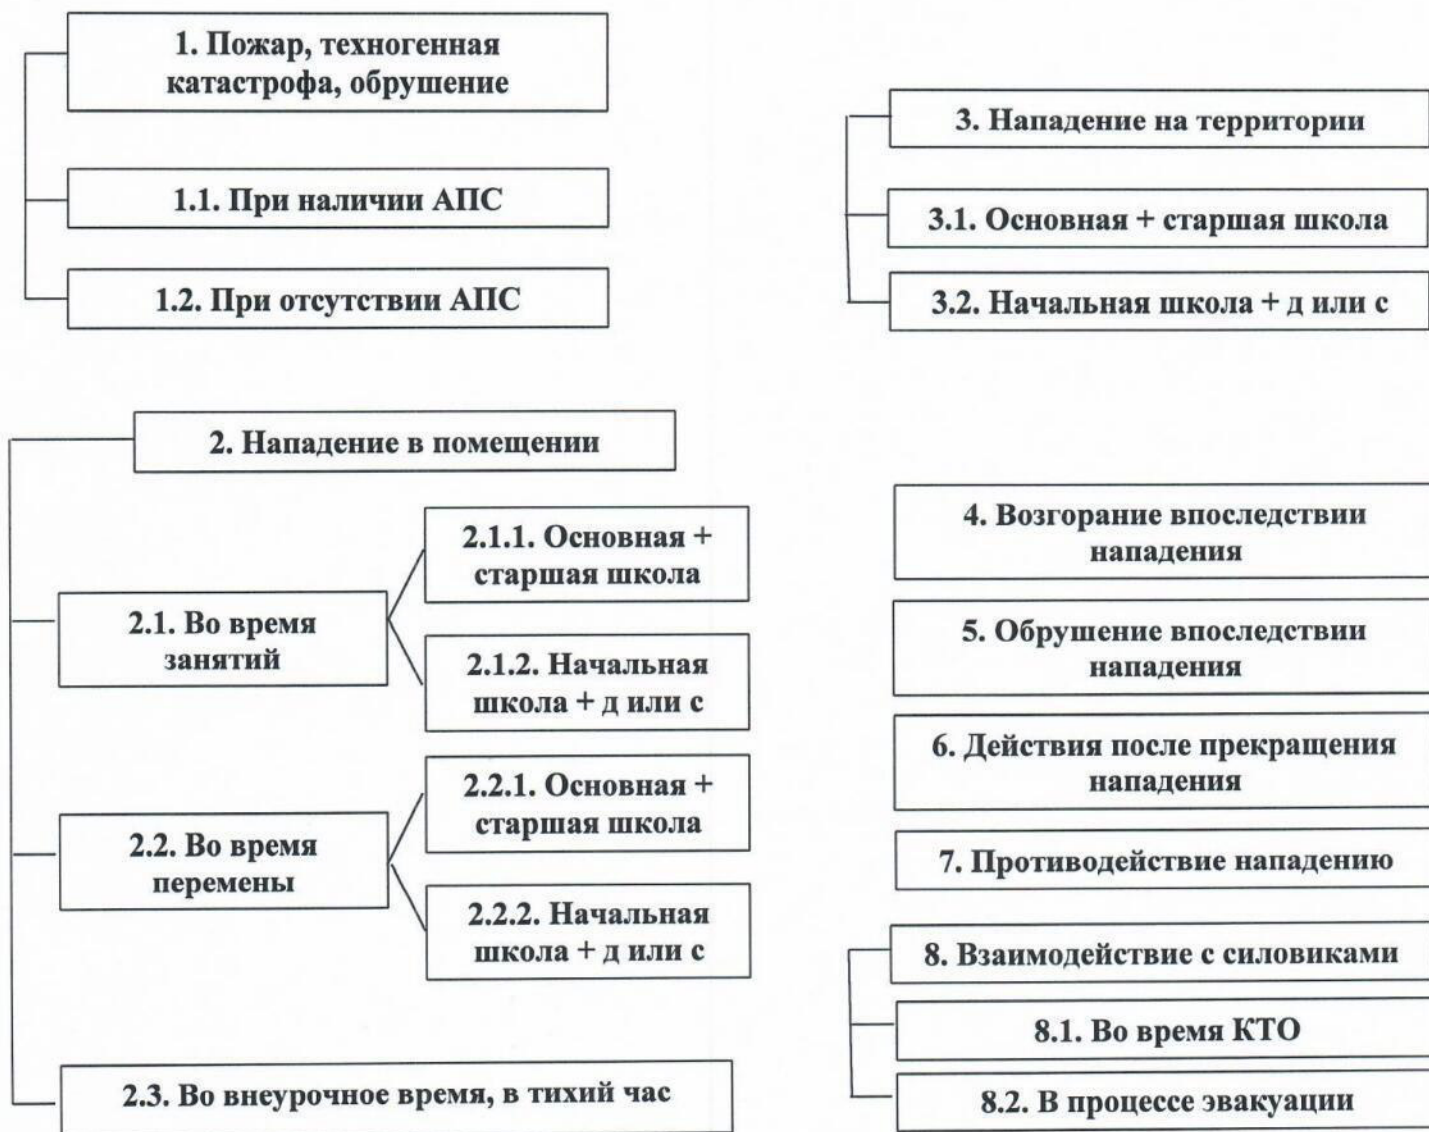 1. Пожар, техногенная
катастрофа, обрушение
1.1. При наличии АПС
1.2. При отсутствии АПС
2. Нападение в помещении
2.1. Во время
занятий
2.1.1. Основная +
старшая школа
2.1.2. Начальная
школа + д или с
2.2. Во время
перемены
2.2.1. Основная +
старшая школа
2.2.2. Начальная
школа + д или с
2.3. Во внеурочное время, в тихий час
3. Нападение на территории
3.1. Основная + старшая школа
3.2. Начальная школа + д или с
4. Возгорание впоследствии
нападения
5. Обрушение впоследствии
нападения
6. Действия после прекращения
нападения
7. Противодействие нападению
8. Взаимодействие с силовиками
8.1. Во время КТО
8.2. В процессе эвакуации